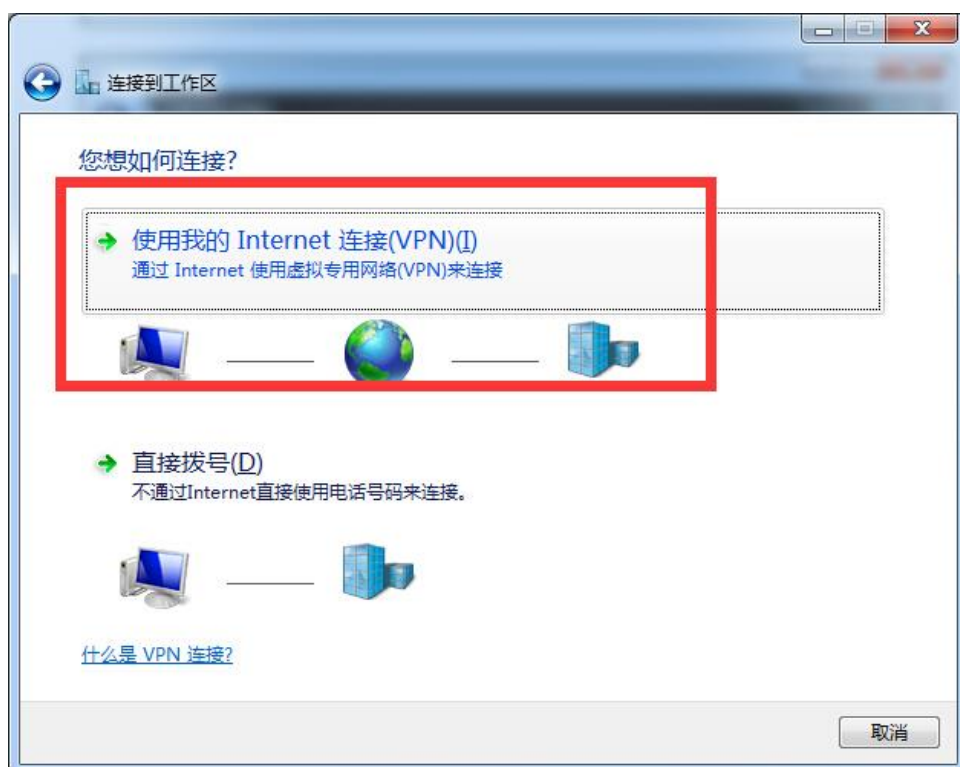 连接到工作区
您想如何连接?
使用我的 Internet 连接(VPN)(I)
通过 Internet 使用虚拟专用网络(VPN)来连接
直接拨号(D)
不通过Internet直接使用电话号码来连接。
什么是 VPN 连接?
取消